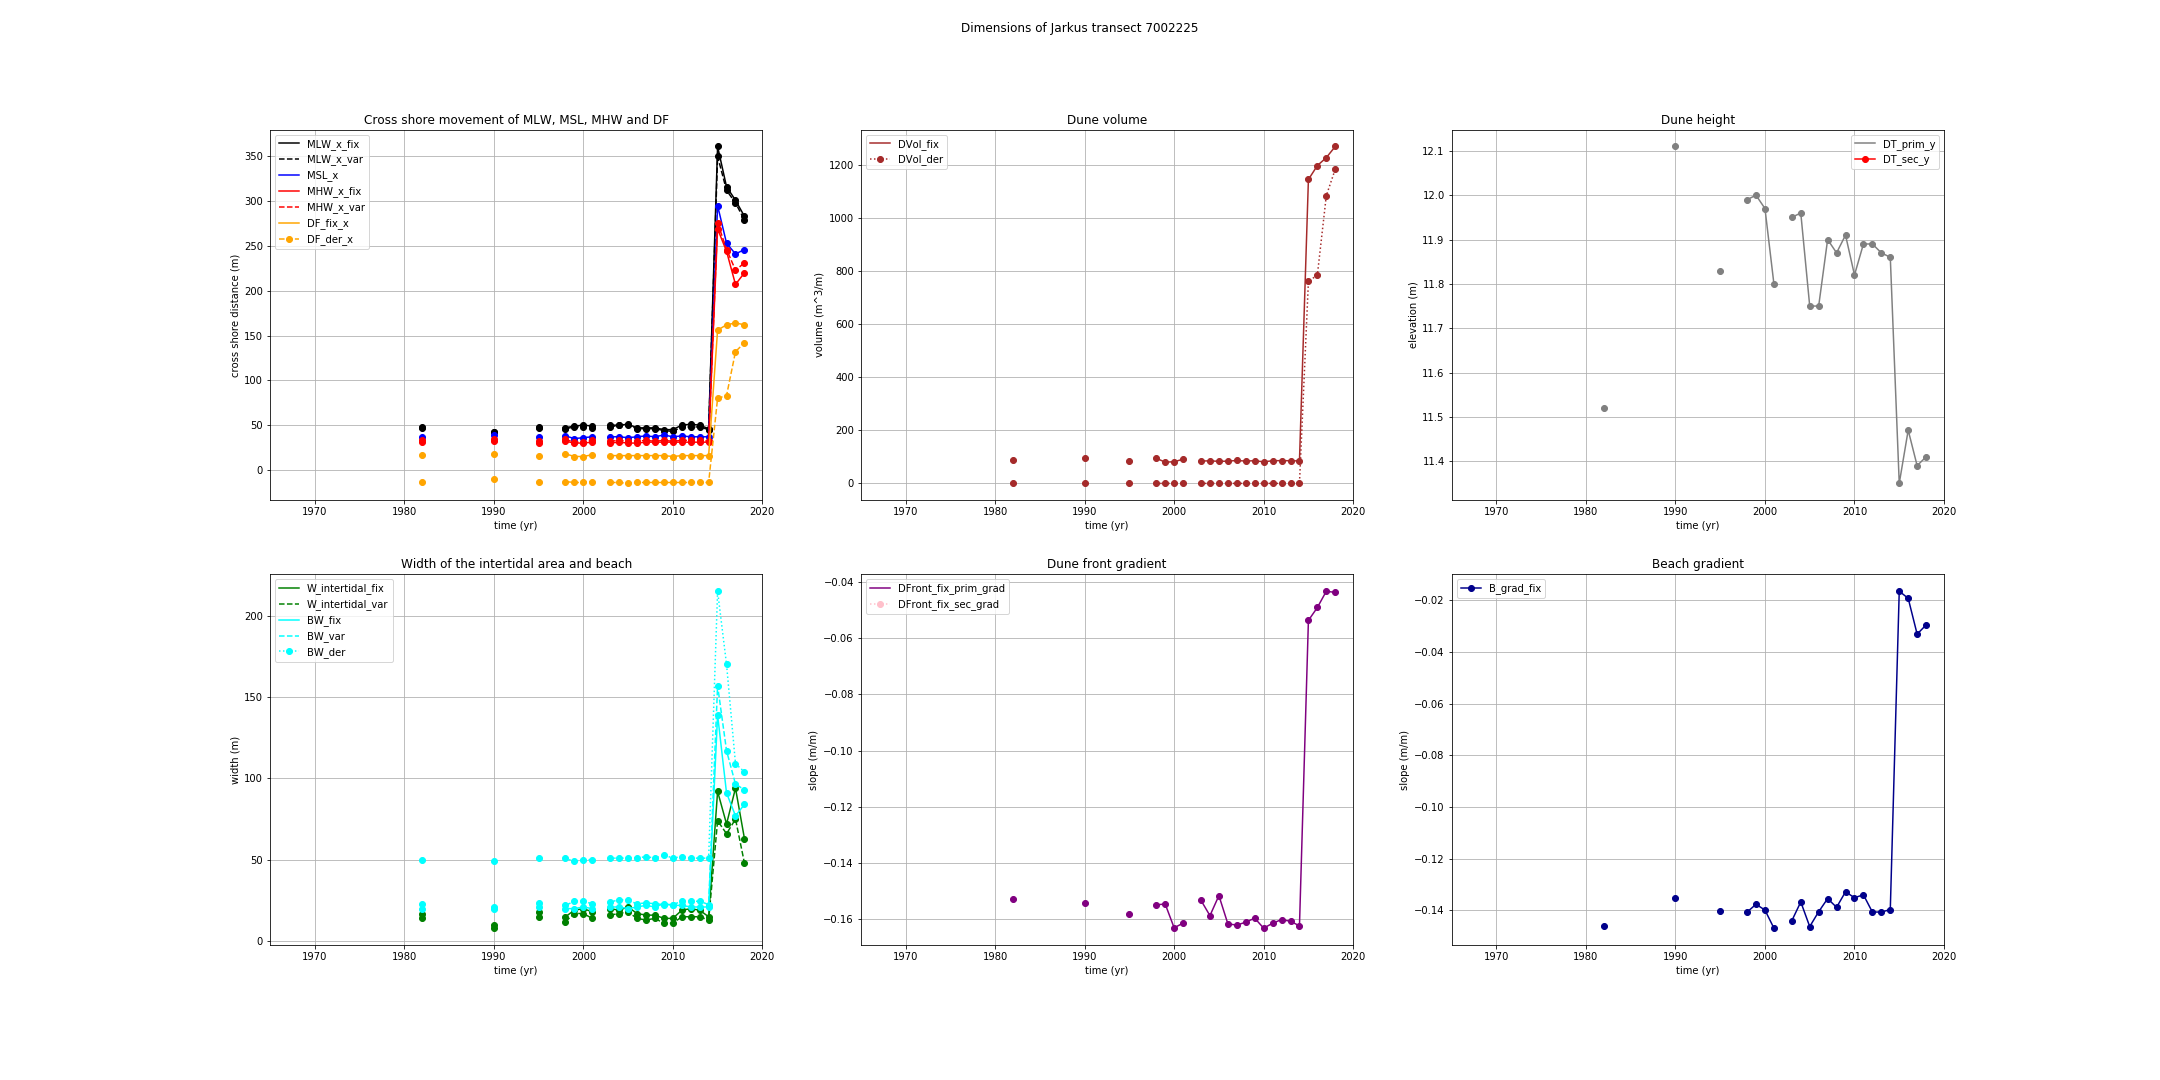 Dimensions of Jarkus transect 7002225
Cross shore movement of MLW, MSL, MHW and DF
MLW_x_fix
MLW_x_var
MSL_x
MHW_x_fix
MHW_x_var
DF_fix_x
DF_der_x
350
300
250
200
150
100
50
0
cross shore distance (m)
1970 1980 1990 2000 2010 2020
time (yr)
Dune volume
DVol_fix
DVol_der
1200
1000
800
600
400
200
0
volume (m^3/m)
1970 1980 1990 2000 2010 2020
time (yr)
Dune height
DT_prim_y
DT_sec_y
12.1
12.0
11.9
11.8
11.7
11.6
11.5
11.4
elevation (m)
1970 1980 1990 2000 2010 2020
time (yr)
Width of the intertidal area and beach
W_intertidal_fix
W_intertidal_var
BW_fix
BW_var
BW_der
200
150
100
50
0
width (m)
1970 1980 1990 2000 2010 2020
time (yr)
Dune front gradient
DFront_fix_prim_grad
DFront_fix_sec_grad
−0.04
−0.06
−0.08
−0.10
−0.12
−0.14
−0.16
slope (m/m)
1970 1980 1990 2000 2010 2020
time (yr)
Beach gradient
B_grad_fix
−0.02
−0.04
−0.06
−0.08
−0.10
−0.12
−0.14
slope (m/m)
1970 1980 1990 2000 2010 2020
time (yr)